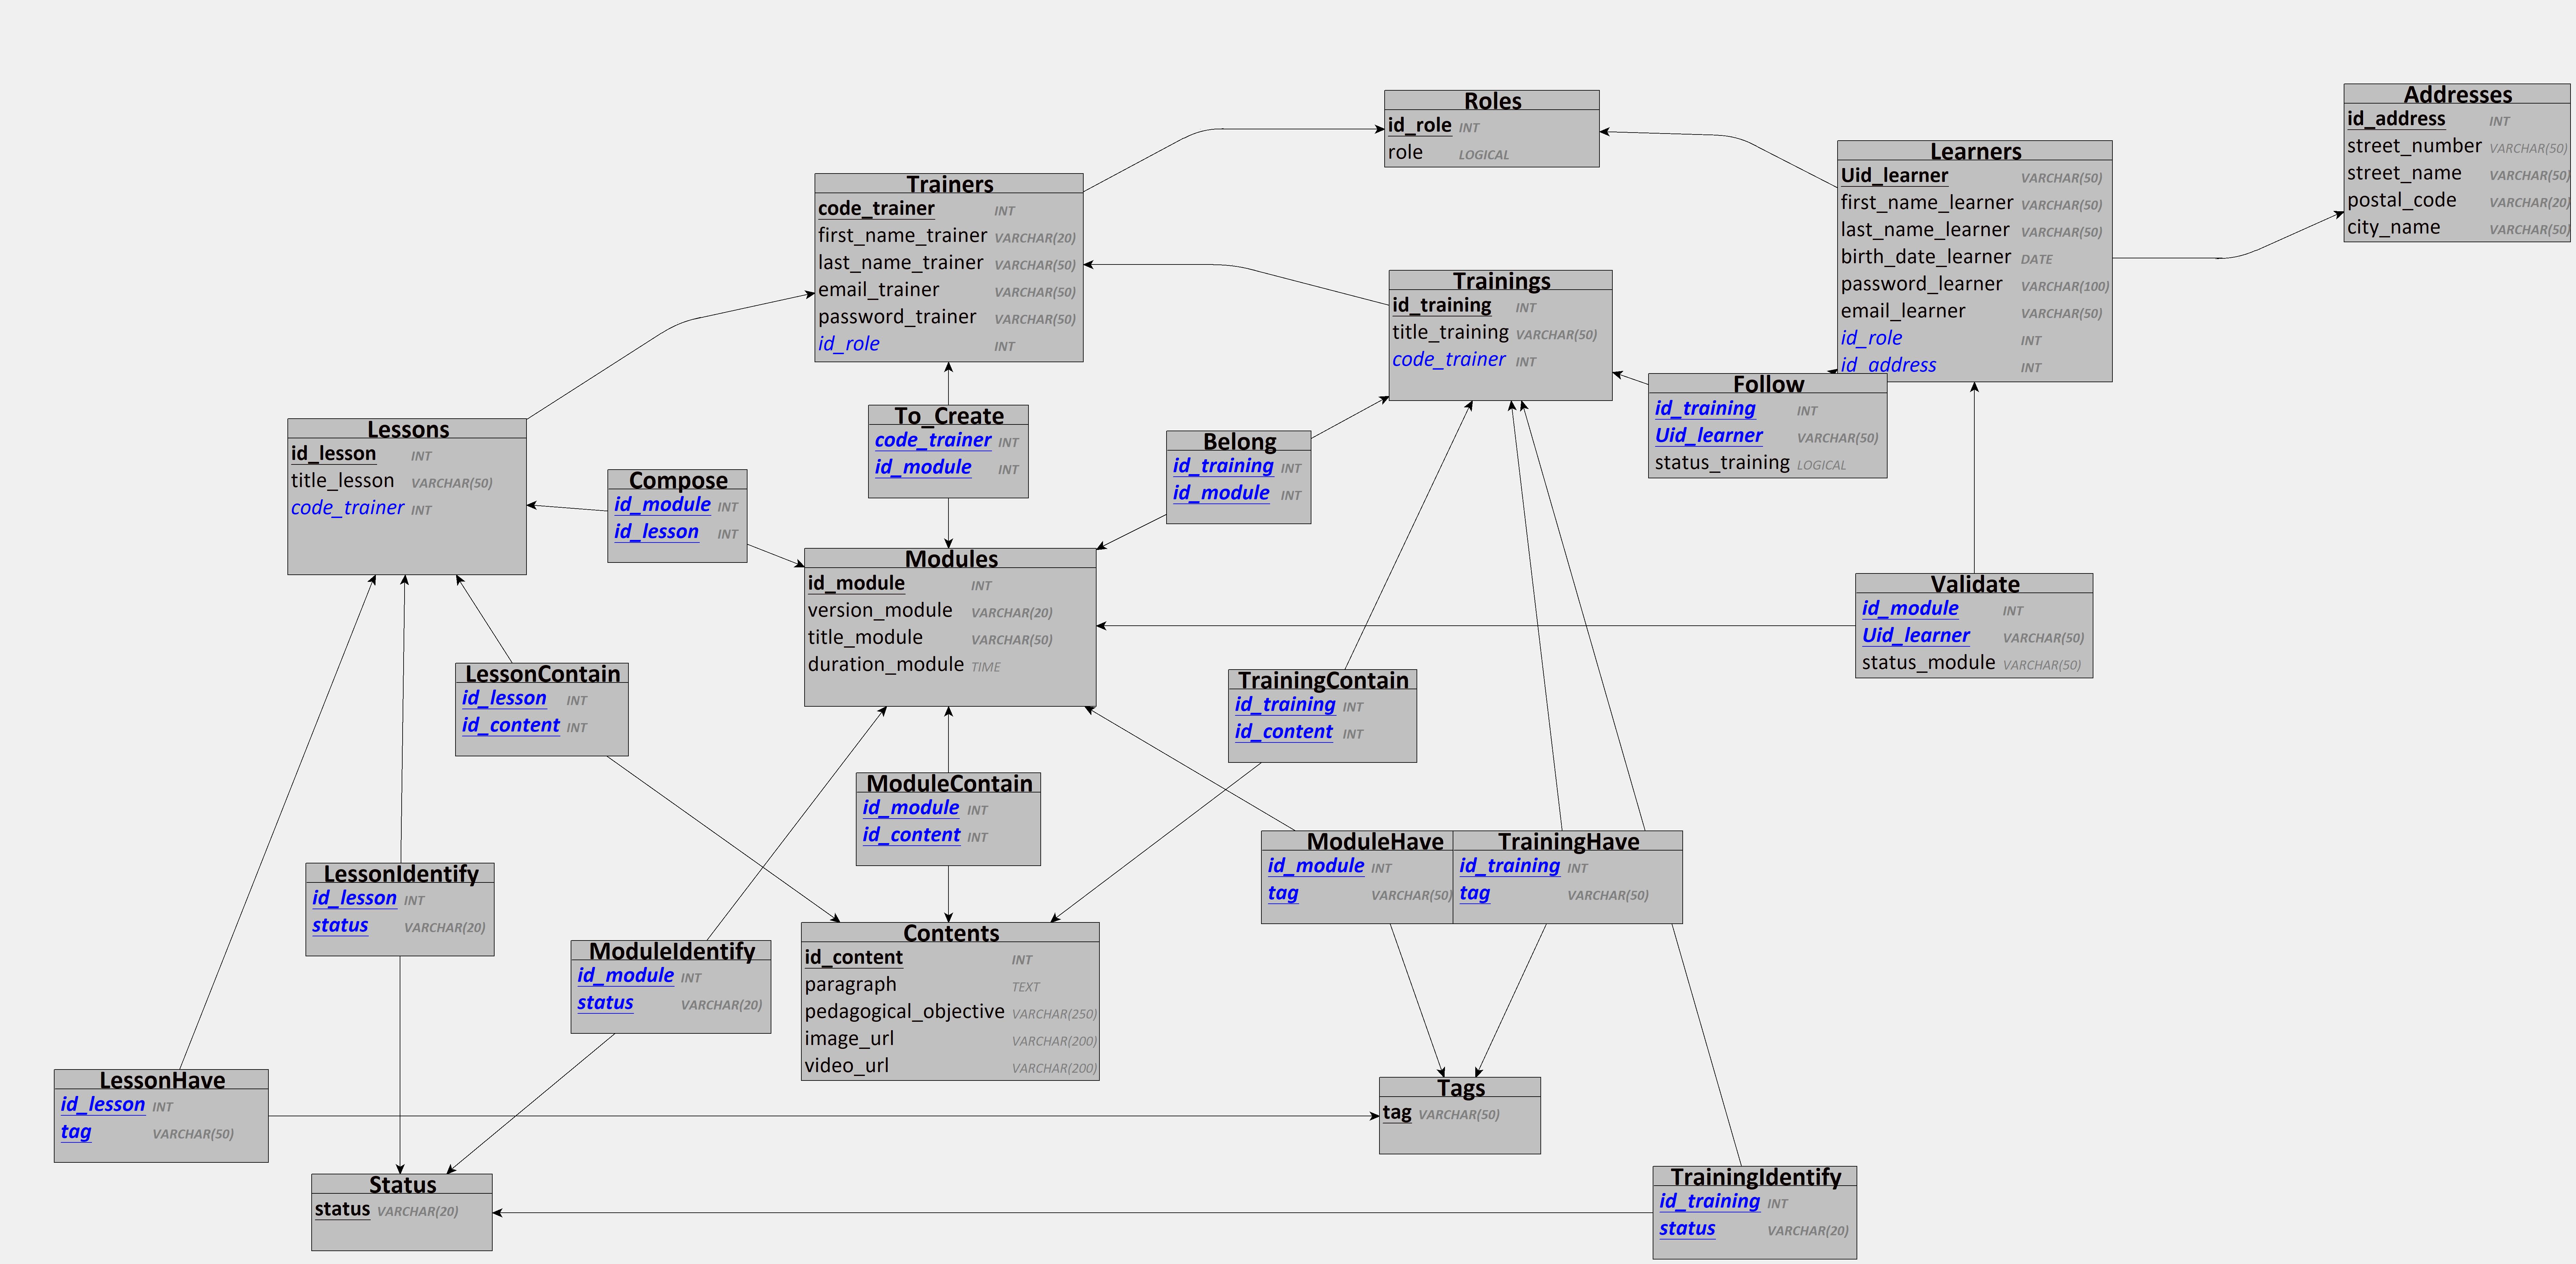 Roles
id_role INT
role LOGICAL
Addresses
id_address INT
street_number VARCHAR(50)
street_name VARCHAR(50)
postal_code VARCHAR(20)
city_name VARCHAR(50)
Learners
Uid_learner VARCHAR(50)
first_name_learner VARCHAR(50)
last_name_learner VARCHAR(50)
birth_date_learner DATE
password_learner VARCHAR(100)
email_learner VARCHAR(50)
id_role INT
id_address INT
Trainers
code_trainer INT
first_name_trainer VARCHAR(20)
last_name_trainer VARCHAR(50)
email_trainer VARCHAR(50)
password_trainer VARCHAR(50)
id_role INT
Trainings
id_training INT
title_training VARCHAR(50)
code_trainer INT
Follow
id_training INT
Uid_learner VARCHAR(50)
status_training LOGICAL
To_Create
code_trainer INT
id_module INT
Lessons
id_lesson INT
title_lesson VARCHAR(50)
code_trainer INT
Belong
id_training INT
id_module INT
Compose
id_module INT
id_lesson INT
Modules
id_module INT
version_module VARCHAR(20)
title_module VARCHAR(50)
duration_module TIME
Validate
id_module INT
Uid_learner VARCHAR(50)
status_module VARCHAR(50)
LessonContain
id_lesson INT
id_content INT
TrainingContain
id_training INT
id_content INT
ModuleContain
id_module INT
id_content INT
ModuleHave
id_module INT
tag VARCHAR(50)
TrainingHave
id_training INT
tag VARCHAR(50)
LessonIdentify
id_lesson INT
status VARCHAR(20)
ModuleIdentify
id_module INT
status VARCHAR(20)
Contents
id_content INT
paragraph TEXT
pedagogical_objective VARCHAR(250)
image_url VARCHAR(200)
video_url VARCHAR(200)
LessonHave
id_lesson INT
tag VARCHAR(50)
Tags
tag VARCHAR(50)
Status
status VARCHAR(20)
TrainingIdentify
id_training INT
status VARCHAR(20)